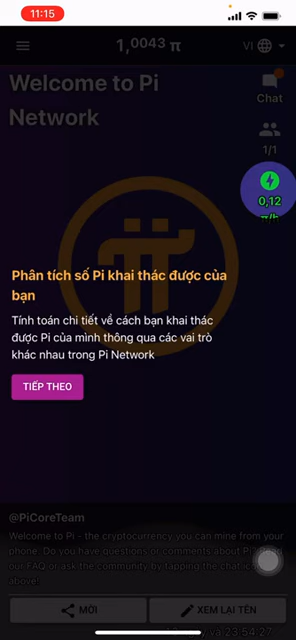 11:15
1,0043 π
VI
Welcome to Pi
Network
Chat
1/1
0,12
π/h
Phân tích số Pi khai thác được của
bạn
Tính toán chi tiết về cách bạn khai thác
được Pi của mình thông qua các vai trò
khác nhau trong Pi Network
TIẾP THEO
@PiCoreTeam
Welcome to Pi - the cryptocurrency you can mine from your
phone. Do you have questions or comments about Pi?
our FAQ or ask the community by tapping the chat
above!
MỜI
XEM LẠI TÊN
23:54:27